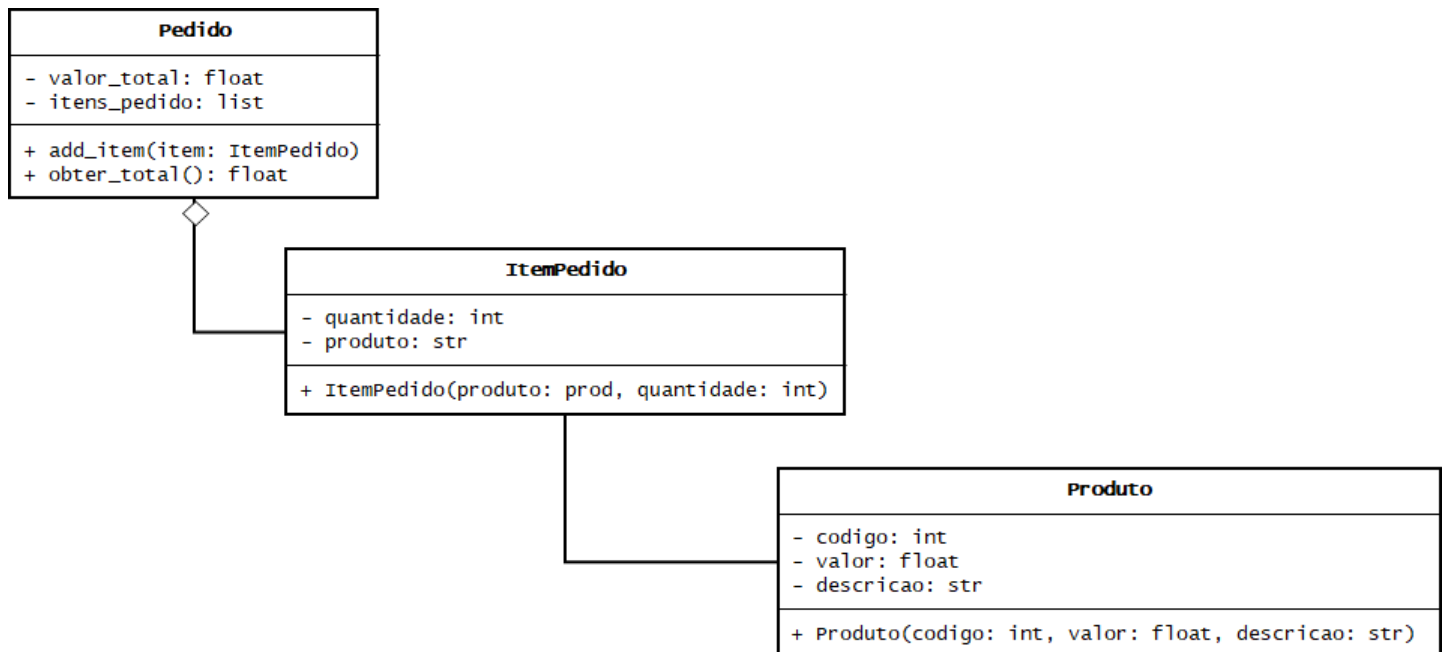 Pedido
- valor_total: float
- itens_pedido: list
+ add_item(item: ItemPedido)
+ obter_total(): float
ItemPedido
- quantidade: int
- produto: str
+ ItemPedido(produto: prod, quantidade: int)
Produto
- codigo: int
- valor: float
- descricao: str
+ Produto(codigo: int, valor: float, descricao: str)